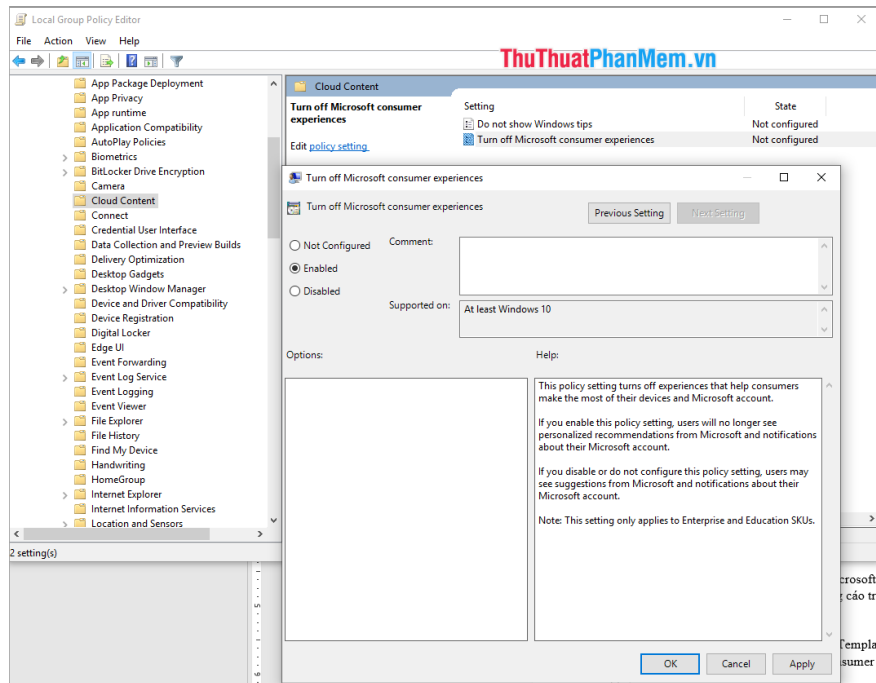 Local Group Policy Editor
File Action View Help
ThuThuatPhanMem.vn
App Package Deployment
App Privacy
App runtime
Application Compatibility
AutoPlay Policies
Biometrics
BitLocker Drive Encryption
Camera
Cloud Content
Connect
Credential User Interface
Data Collection and Preview Builds
Delivery Optimization
Desktop Gadgets
Desktop Window Manager
Device and Driver Compatibility
Device Registration
Digital Locker
Edge UI
Event Forwarding
Event Log Service
Event Logging
Event Viewer
File Explorer
File History
Find My Device
Handwriting
HomeGroup
Internet Explorer
Internet Information Services
Location and Sensors
2 setting(s)
Cloud Content
Turn off Microsoft consumer
experiences
Edit policy setting
Setting State
Do not show Windows tips Not configured
Turn off Microsoft consumer experiences Not configured
Turn off Microsoft consumer experiences
Turn off Microsoft consumer experiences
Previous Setting Next Setting
Not Configured
Enabled
Disabled
Comment:
Supported on:
At least Windows 10
Options:
Help:
This policy setting turns off experiences that help consumers
make the most of their devices and Microsoft account.
If you enable this policy setting, users will no longer see
personalized recommendations from Microsoft and notifications
about their Microsoft account.
If you disable or do not configure this policy setting, users may
see suggestions from Microsoft and notifications about their
Microsoft account.
Note: This setting only applies to Enterprise and Education SKUs.
OK Cancel Apply
crosoft
cáo tr
Templa
sumer
5
6